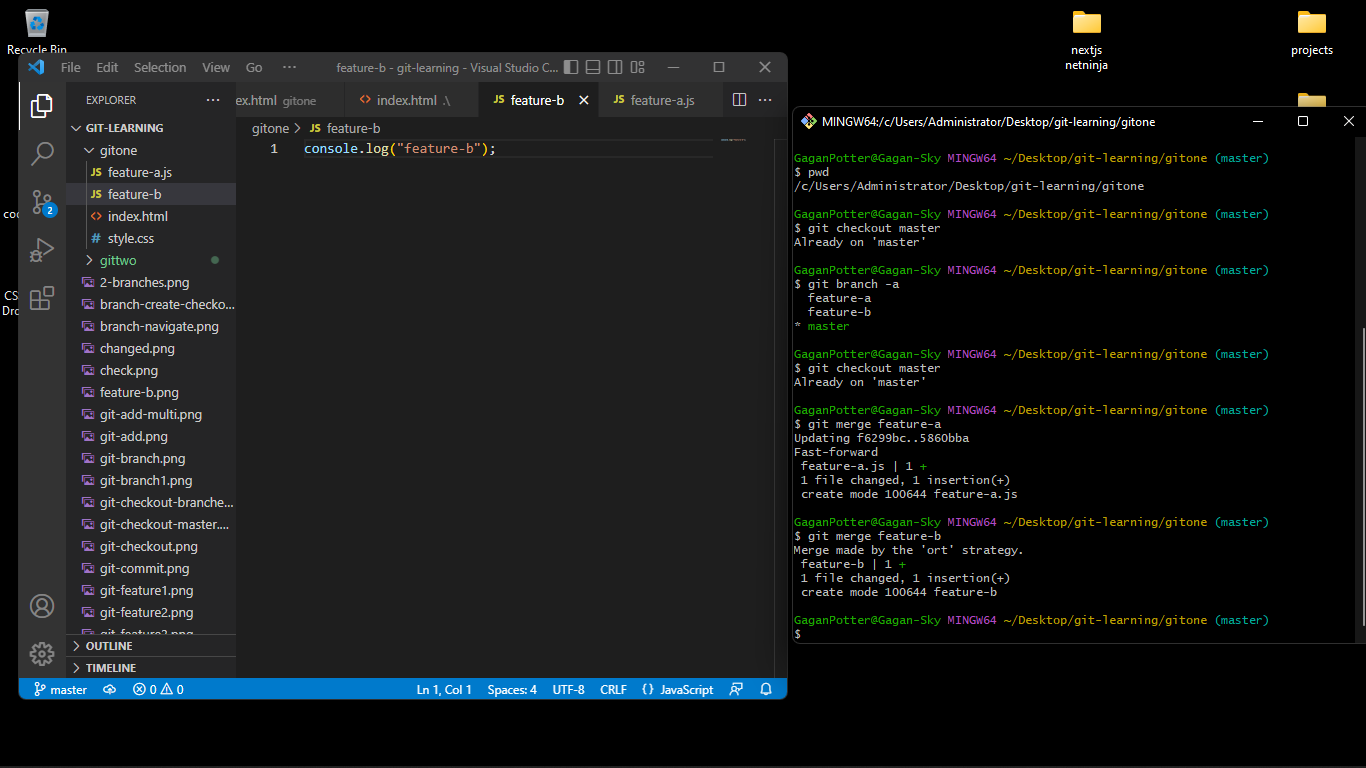 Recycle Bin
nextjs
netninja
projects
File Edit Selection View Go ··· feature-b - git-learning - Visual Studio C...
EXPLORER ···
ex.html gitone
index.html .\
JS feature-b
JS feature-a.js
···
GIT-LEARNING
gitone
JS feature-a.js
JS feature-b
<> index.html
# style.css
gittwo
2-branches.png
branch-create-checko...
branch-navigate.png
changed.png
check.png
feature-b.png
git-add-multi.png
git-add.png
git-branch.png
git-branch1.png
git-checkout-branche...
git-checkout-master....
git-checkout.png
git-commit.png
git-feature1.png
git-feature2.png
OUTLINE
TIMELINE
2
gitone > JS feature-b
1 console.log("feature-b");
master 0 0 Ln 1, Col 1 Spaces: 4 UTF-8 CRLF {} JavaScript
MINGW64:/c/Users/Administrator/Desktop/git-learning/gitone
GaganPotter@Gagan-Sky MINGW64 ~/Desktop/git-learning/gitone (master)
$ pwd
/c/Users/Administrator/Desktop/git-learning/gitone
GaganPotter@Gagan-Sky MINGW64 ~/Desktop/git-learning/gitone (master)
$ git checkout master
Already on 'master'
GaganPotter@Gagan-Sky MINGW64 ~/Desktop/git-learning/gitone (master)
$ git branch -a
feature-a
feature-b
* master
GaganPotter@Gagan-Sky MINGW64 ~/Desktop/git-learning/gitone (master)
$ git checkout master
Already on 'master'
GaganPotter@Gagan-Sky MINGW64 ~/Desktop/git-learning/gitone (master)
$ git merge feature-a
Updating f6299bc..5860bba
Fast-forward
feature-a.js | 1 +
1 file changed, 1 insertion(+)
create mode 100644 feature-a.js
GaganPotter@Gagan-Sky MINGW64 ~/Desktop/git-learning/gitone (master)
$ git merge feature-b
Merge made by the 'ort' strategy.
feature-b | 1 +
1 file changed, 1 insertion(+)
create mode 100644 feature-b
GaganPotter@Gagan-Sky MINGW64 ~/Desktop/git-learning/gitone (master)
$